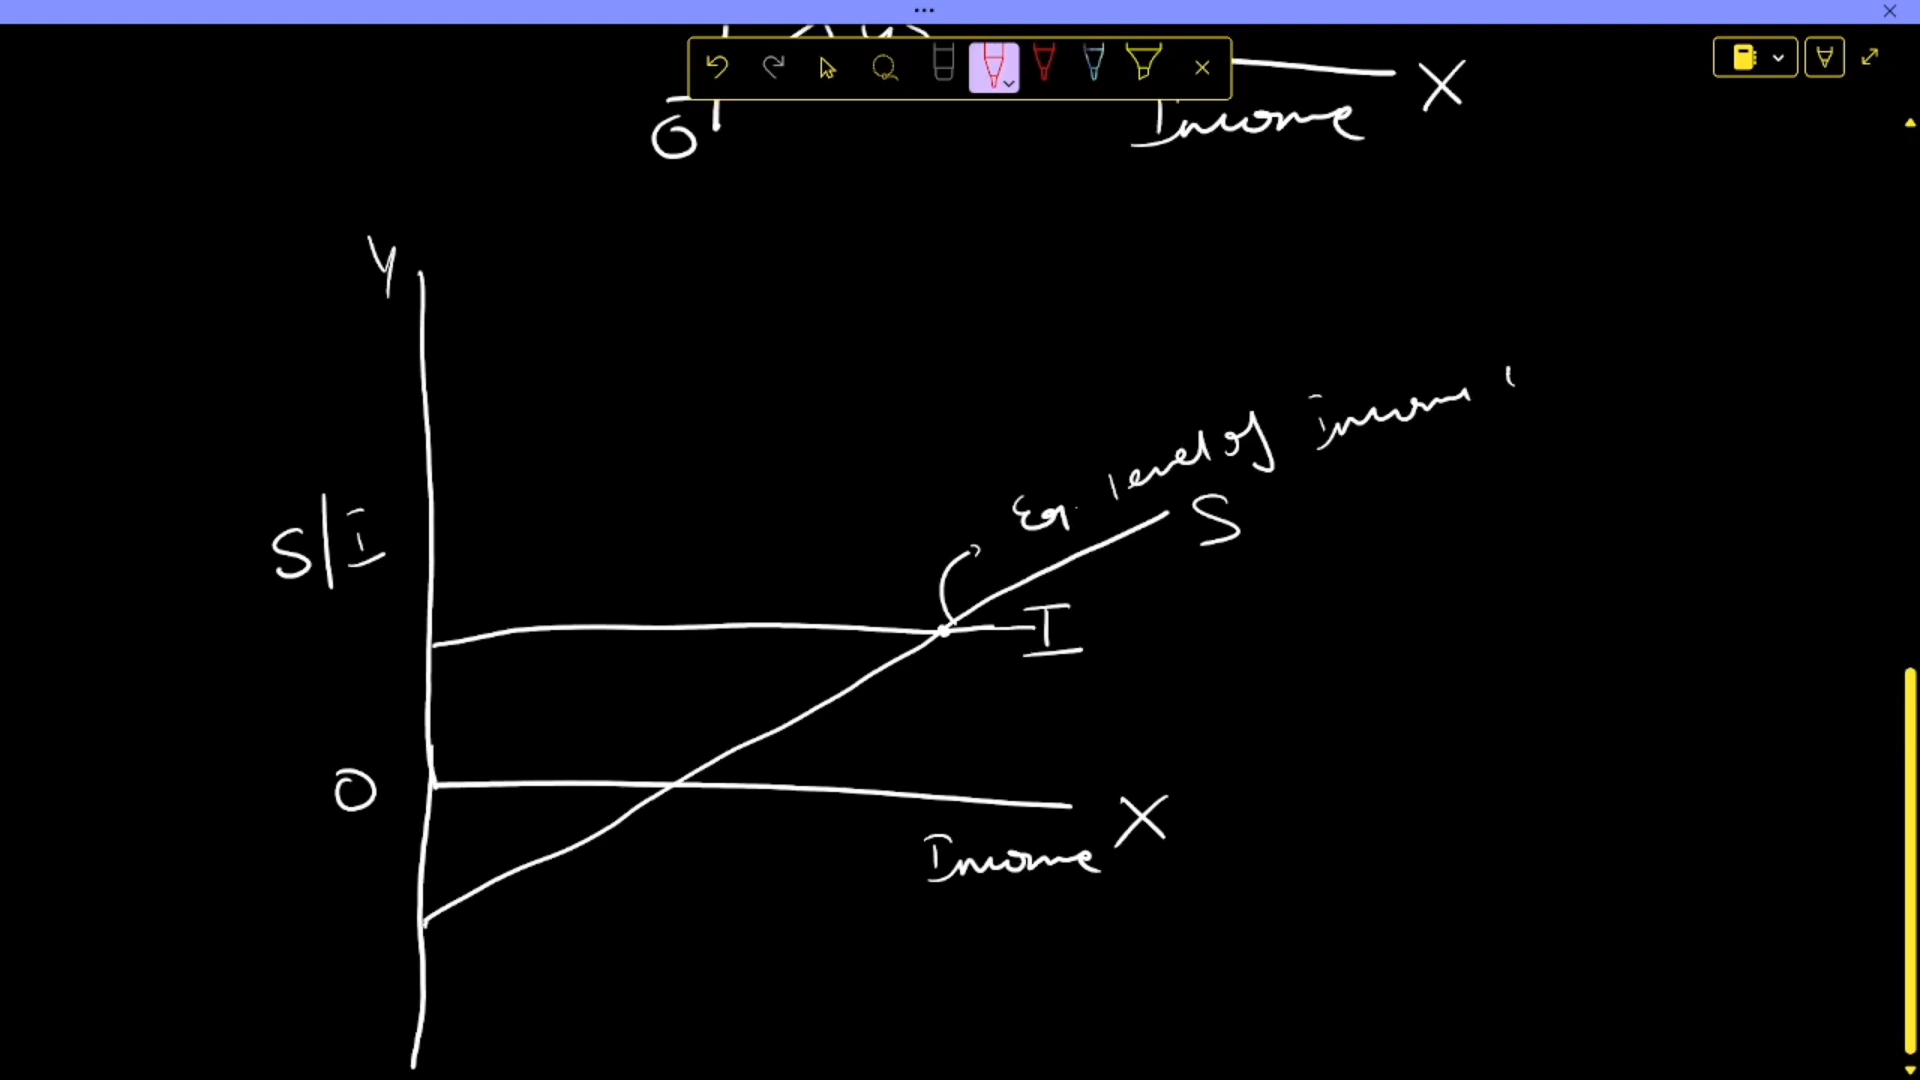 O
Income X
Y
Eq. level of Income
S
S/I
I
O
Income X